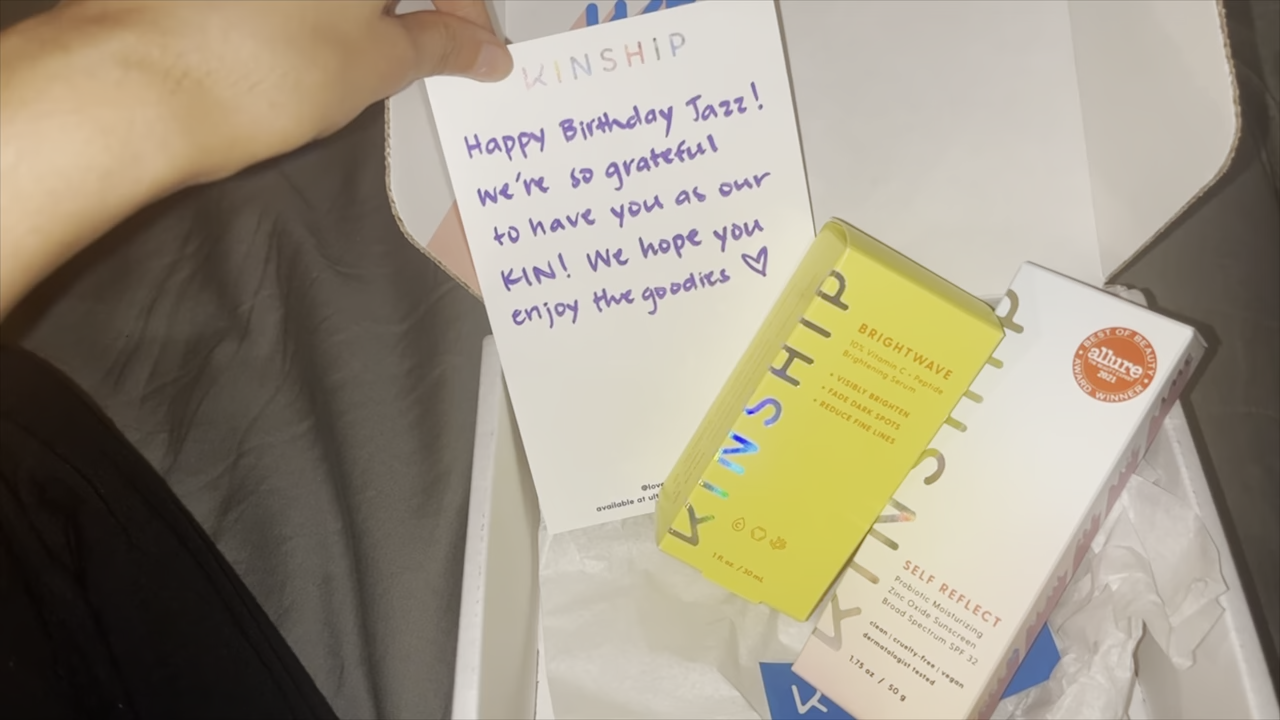 KINSHIP
Happy Birthday Jazz!
we're so grateful
to have you as our
KIN! We hope you
enjoy the goodies ♡
available at
KINSHIP
BRIGHTWAVE
10% Vitamin C + Peptide
Brightening Serum
• VISIBLY BRIGHTEN
• FADE DARK SPOTS
• REDUCE FINE LINES
1 fl. oz. / 30 mL
KINSHIP
BEST OF BEAUTY
allure
2021
AWARD WINNER
SELF REFLECT
Probiotic Moisturizing
Zinc Oxide Sunscreen
Broad Spectrum SPF 32
clean | cruelty-free | vegan
dermatologist tested
1.75 oz / 50 g